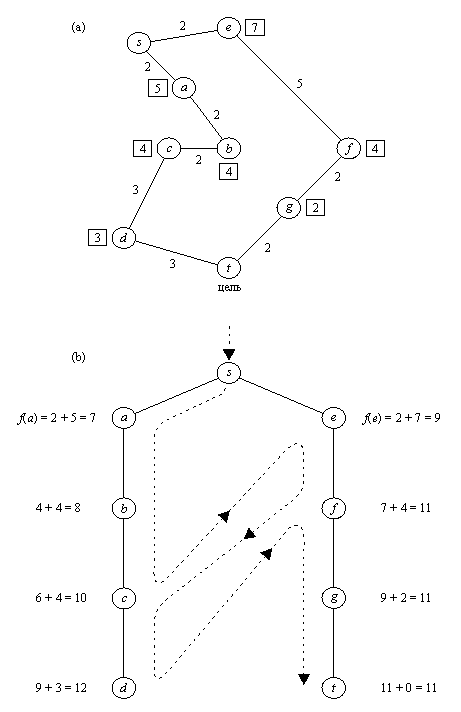 (a)
2
e
7
s
2
5
a
5
2
4
c
b
f
4
2
4
2
3
g
2
3
d
2
3
t
цель
(b)
s
f(a) = 2 + 5 = 7
a
e
f(e) = 2 + 7 = 9
4 + 4 = 8
b
f
7 + 4 = 11
6 + 4 = 10
c
g
9 + 2 = 11
9 + 3 = 12
d
t
11 + 0 = 11